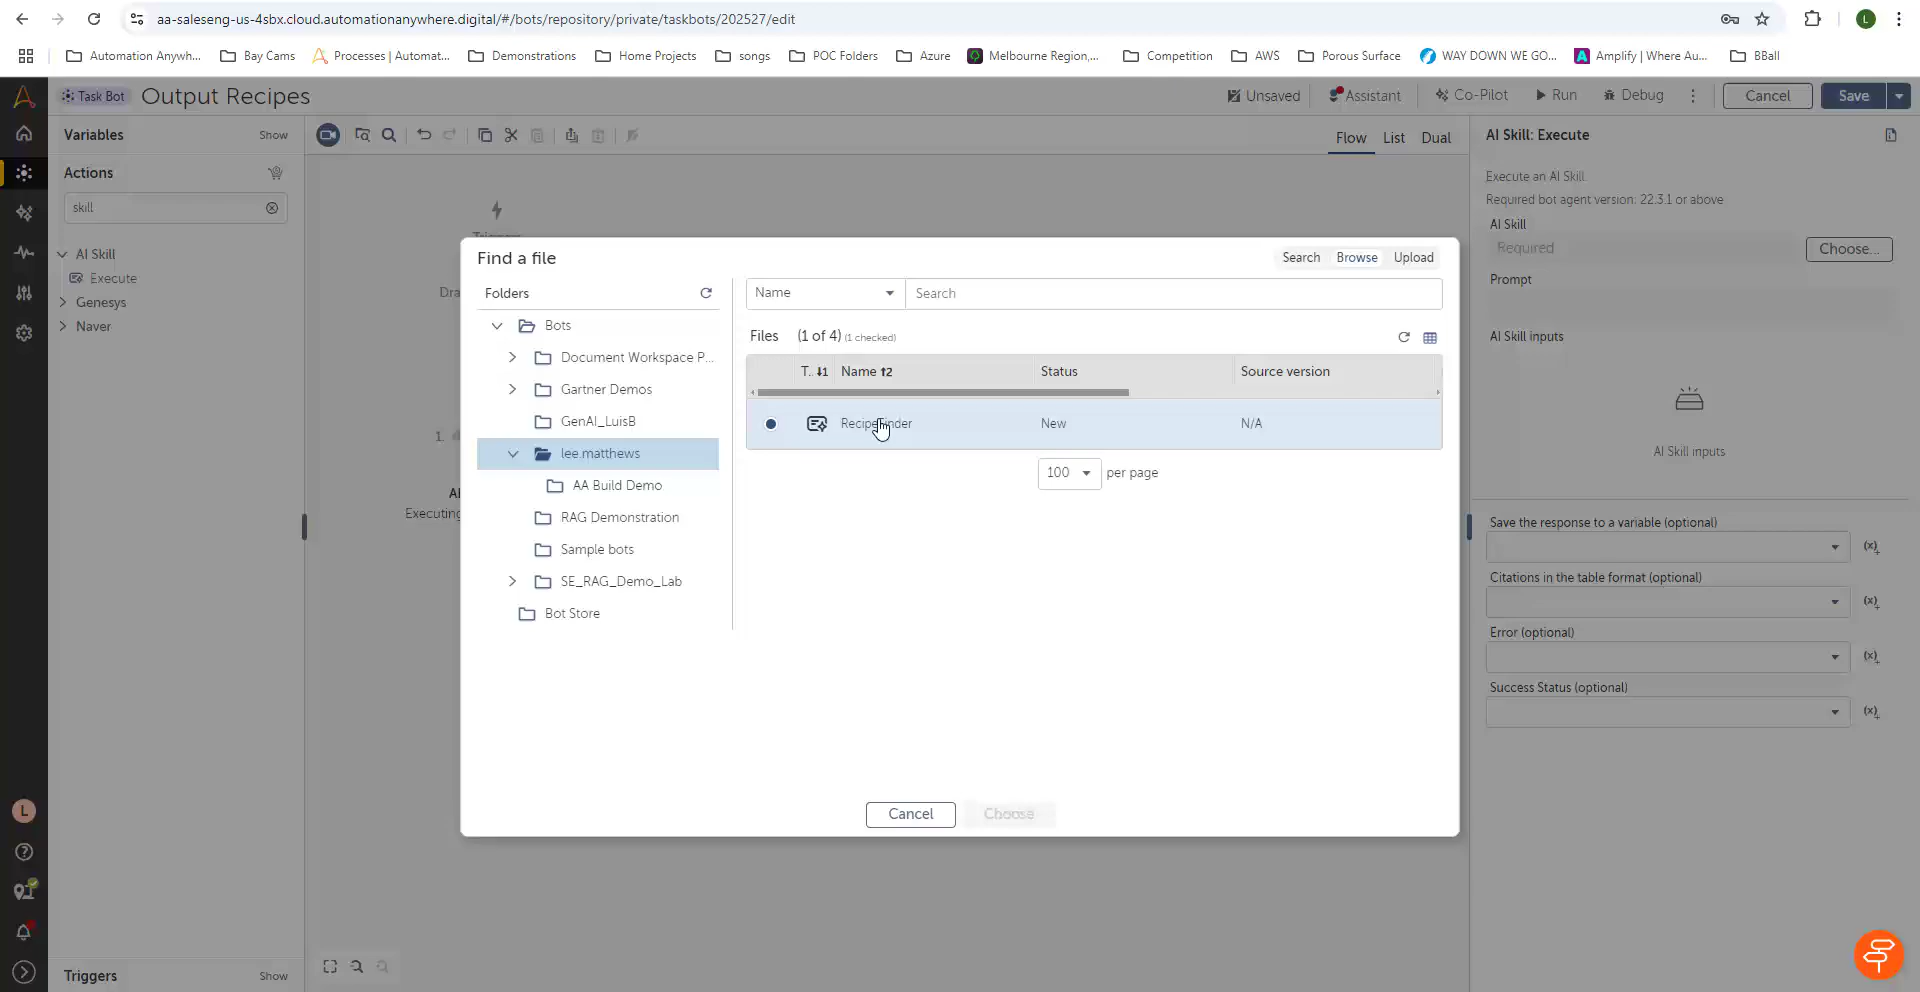 aa-saleseng-us-4sbx.cloud.automationanywhere.digital/#/bots/repository/private/taskbots/202527/edit
L
Automation Anywh...
Bay Cams
Processes | Automat...
Demonstrations
Home Projects
songs
POC Folders
Azure
Melbourne Region,...
Competition
AWS
Porous Surface
WAY DOWN WE GO...
Amplify | Where Au...
BBall
Task Bot
Output Recipes
Unsaved
Assistant
Co-Pilot
Run
Debug
Cancel
Save
Variables
Show
Flow
List
Dual
Actions
skill
AI Skill
Execute
Genesys
Naver
Triggers
Show
L
1.
Executing
Find a file
Search
Browse
Upload
Folders
Bots
Document Workspace P...
Gartner Demos
GenAI_LuisB
lee.matthews
AA Build Demo
RAG Demonstration
Sample bots
SE_RAG_Demo_Lab
Bot Store
Name
Search
Files (1 of 4) (1 checked)
T.. 1
Name 2
Status
Source version
New
N/A
100
per page
Cancel
Choose
AI Skill: Execute
Execute an AI Skill.
Required bot agent version: 22.3.1 or above
AI Skill
Required
Choose...
Prompt
AI Skill inputs
AI Skill inputs
Save the response to a variable (optional)
(x)
Citations in the table format (optional)
(x)
Error (optional)
(x)
Success Status (optional)
(x)